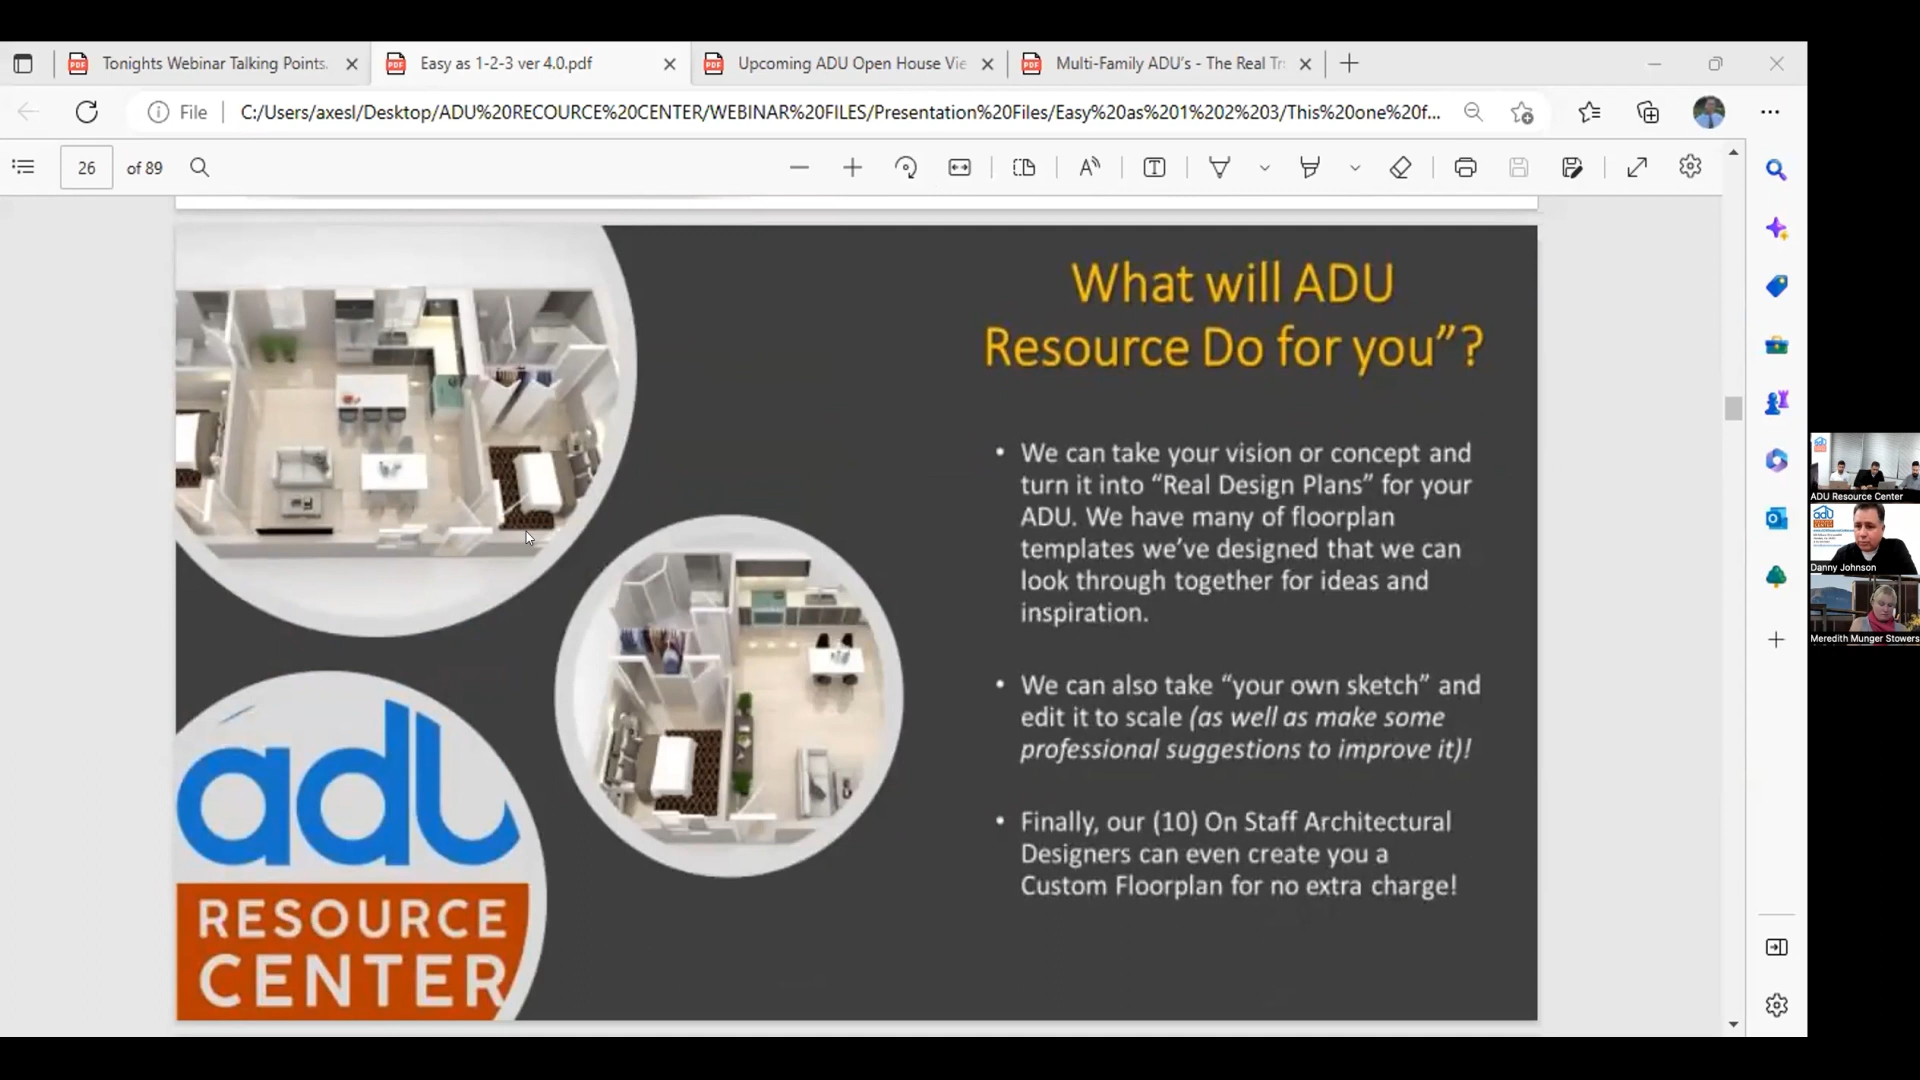 Tonights Webinar Talking Points.
Easy as 1-2-3 ver 4.0.pdf
Upcoming ADU Open House Vie
Multi-Family ADU's - The Real Tr
File
C:/Users/axesl/Desktop/ADU%20RECOURCE%20CENTER/WEBINAR%20FILES/Presentation%20Files/Easy%20as%201%202%203/This%20one%20f...
26
of 89
What will ADU
Resource Do for you”?
• We can take your vision or concept and
turn it into “Real Design Plans” for your
ADU. We have many of floorplan
templates we’ve designed that we can
look through together for ideas and
inspiration.
• We can also take “your own sketch” and
edit it to scale (as well as make some
professional suggestions to improve it)!
• Finally, our (10) On Staff Architectural
Designers can even create you a
Custom Floorplan for no extra charge!
adu
RESOURCE
CENTER
ADU Resource Center
Danny Johnson
Meredith Munger Stowers